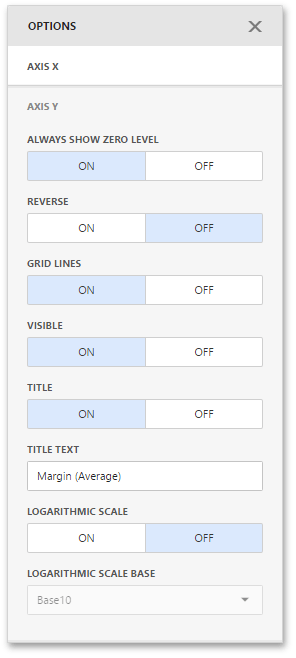 OPTIONS
AXIS X
AXIS Y
ALWAYS SHOW ZERO LEVEL
ON OFF
REVERSE
ON OFF
GRID LINES
ON OFF
VISIBLE
ON OFF
TITLE
ON OFF
TITLE TEXT
Margin (Average)
LOGARITHMIC SCALE
ON OFF
LOGARITHMIC SCALE BASE
Base10